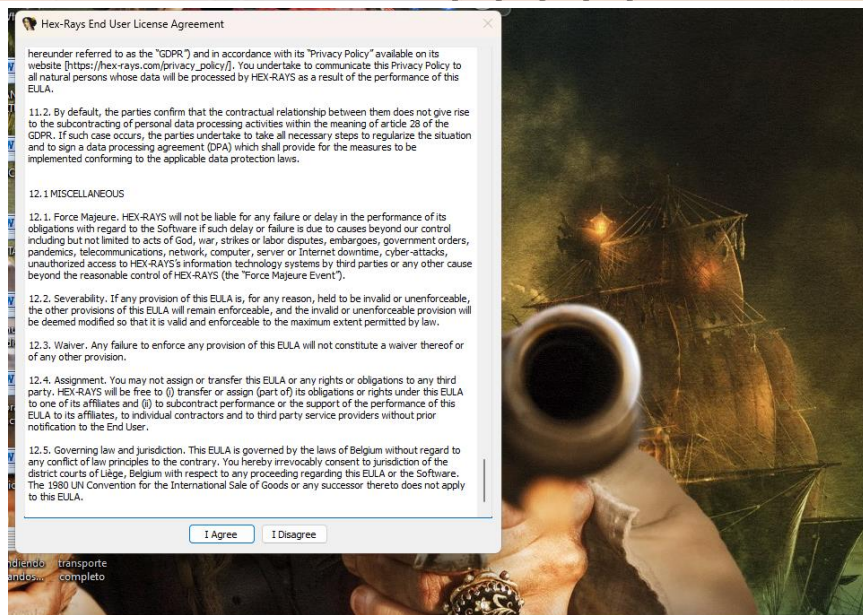 Hex-Rays End User License Agreement
hereunder referred to as the “GDPR”) and in accordance with its “Privacy Policy” available on its
website [https://hex-rays.com/privacy_policy/]. You undertake to communicate this Privacy Policy to
all natural persons whose data will be processed by HEX-RAYS as a result of the performance of this
EULA.
11.2. By default, the parties confirm that the contractual relationship between them does not give rise
to the subcontracting of personal data processing activities within the meaning of article 28 of the
GDPR. If such case occurs, the parties undertake to take all necessary steps to regularize the situation
and to sign a data processing agreement (DPA) which shall provide for the measures to be
implemented conforming to the applicable data protection laws.
12.1 MISCELLANEOUS
12.1. Force Majeure. HEX-RAYS will not be liable for any failure or delay in the performance of its
obligations with regard to the Software if such delay or failure is due to causes beyond our control
including but not limited to acts of God, war, strikes or labor disputes, embargoes, government orders,
pandemics, telecommunications, network, computer, server or Internet downtime, cyber-attacks,
unauthorized access to HEX-RAYS's information technology systems by third parties or any other cause
beyond the reasonable control of HEX-RAYS (the “Force Majeure Event”).
12.2. Severability. If any provision of this EULA is, for any reason, held to be invalid or unenforceable,
the other provisions of this EULA will remain enforceable, and the invalid or unenforceable provision will
be deemed modified so that it is valid and enforceable to the maximum extent permitted by law.
12.3. Waiver. Any failure to enforce any provision of this EULA will not constitute a waiver thereof or
of any other provision.
12.4. Assignment. You may not assign or transfer this EULA or any rights or obligations to any third
party. HEX-RAYS will be free to (i) transfer or assign (part of) its obligations or rights under this EULA
to one of its affiliates and (ii) to subcontract performance or the support of the performance of this
EULA to its affiliates, to individual contractors and to third party service providers without prior
notification to the End User.
12.5. Governing law and jurisdiction. This EULA is governed by the laws of Belgium without regard to
any conflict of law principles to the contrary. You hereby irrevocably consent to jurisdiction of the
district courts of Liège, Belgium with respect to any proceeding regarding this EULA or the Software.
The 1980 UN Convention for the International Sale of Goods or any successor thereto does not apply
to this EULA.
I Agree I Disagree
ndiendo transporte
andos... completo